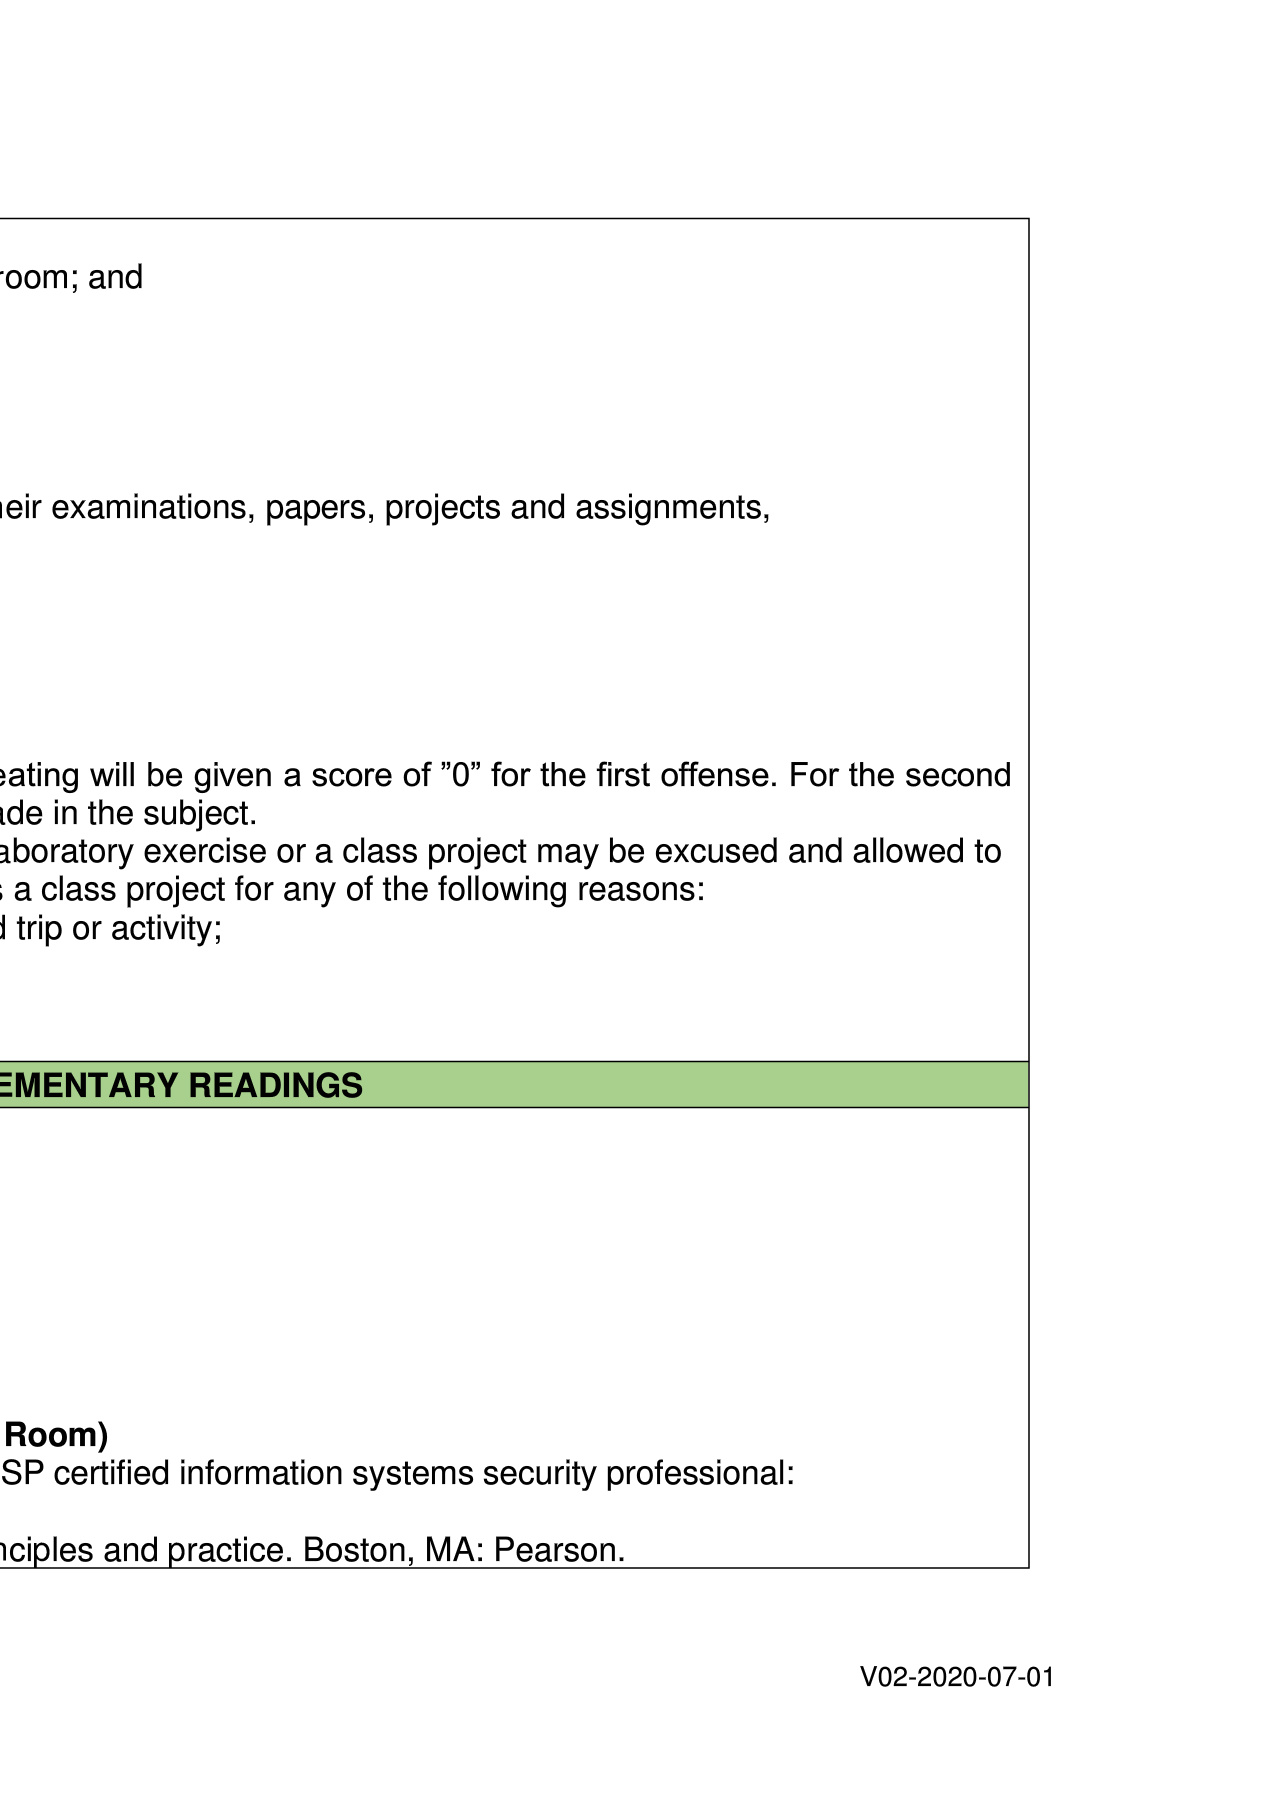 room; and
heir examinations, papers, projects and assignments,
eating will be given a score of ”0” for the first offense. For the second
ade in the subject.
aboratory exercise or a class project may be excused and allowed to
s a class project for any of the following reasons:
d trip or activity;
EMENTARY READINGS
Room)
SP certified information systems security professional:
nciples and practice. Boston, MA: Pearson.
V02-2020-07-01